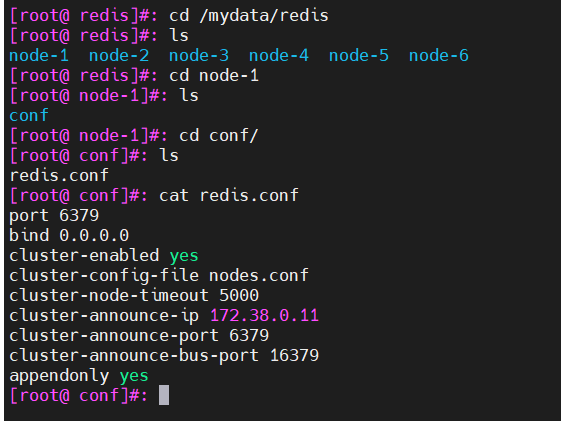 [root@ redis]#: cd /mydata/redis
[root@ redis]#: ls
node-1  node-2  node-3  node-4  node-5  node-6
[root@ redis]#: cd node-1
[root@ node-1]#: ls
conf
[root@ node-1]#: cd conf/
[root@ conf]#: ls
redis.conf
[root@ conf]#: cat redis.conf
port 6379
bind 0.0.0.0
cluster-enabled yes
cluster-config-file nodes.conf
cluster-node-timeout 5000
cluster-announce-ip 172.38.0.11
cluster-announce-port 6379
cluster-announce-bus-port 16379
appendonly yes
[root@ conf]#: